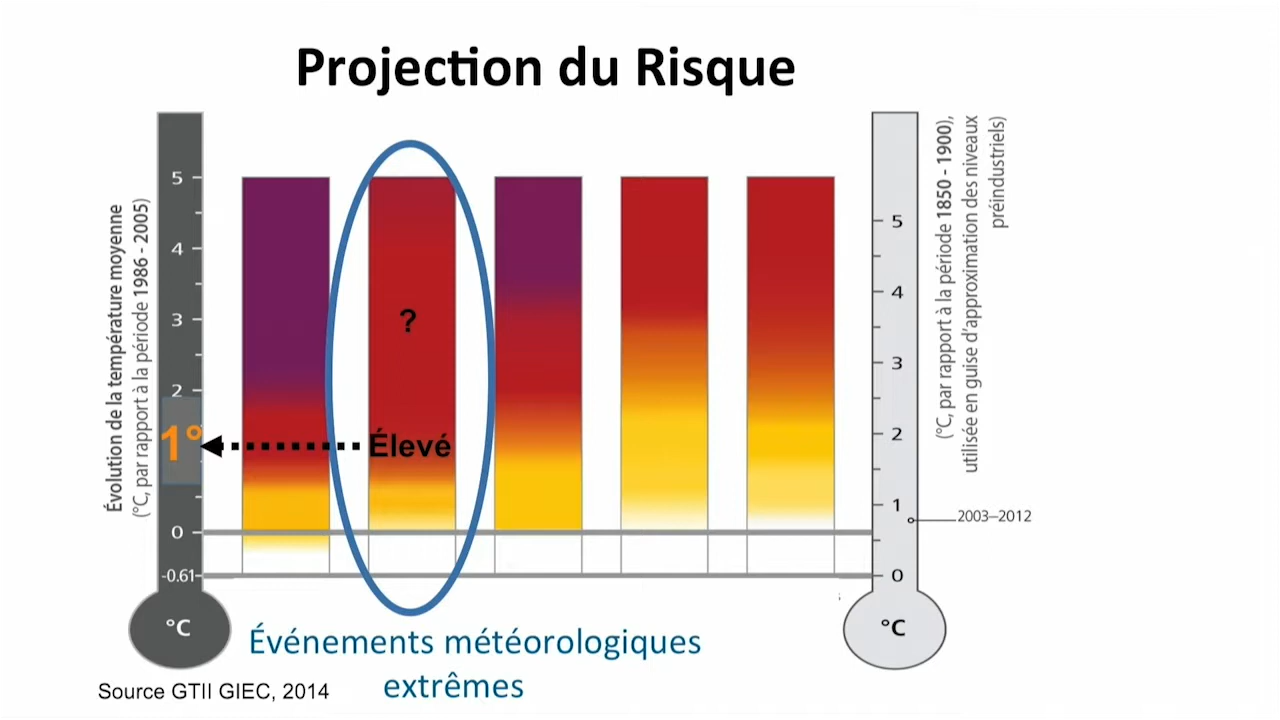 Projection du Risque
Évolution de la température moyenne
(°C, par rapport à la période 1986 - 2005)
5
4
3
2
1°
0
-0.61
°C
?
Élevé
5
4
3
2
1
0
°C
(°C, par rapport à la période 1850 - 1900),
utilisée en guise d'approximation des niveaux
préindustriels)
2003–2012
Événements météorologiques
extrêmes
Source GTII GIEC, 2014